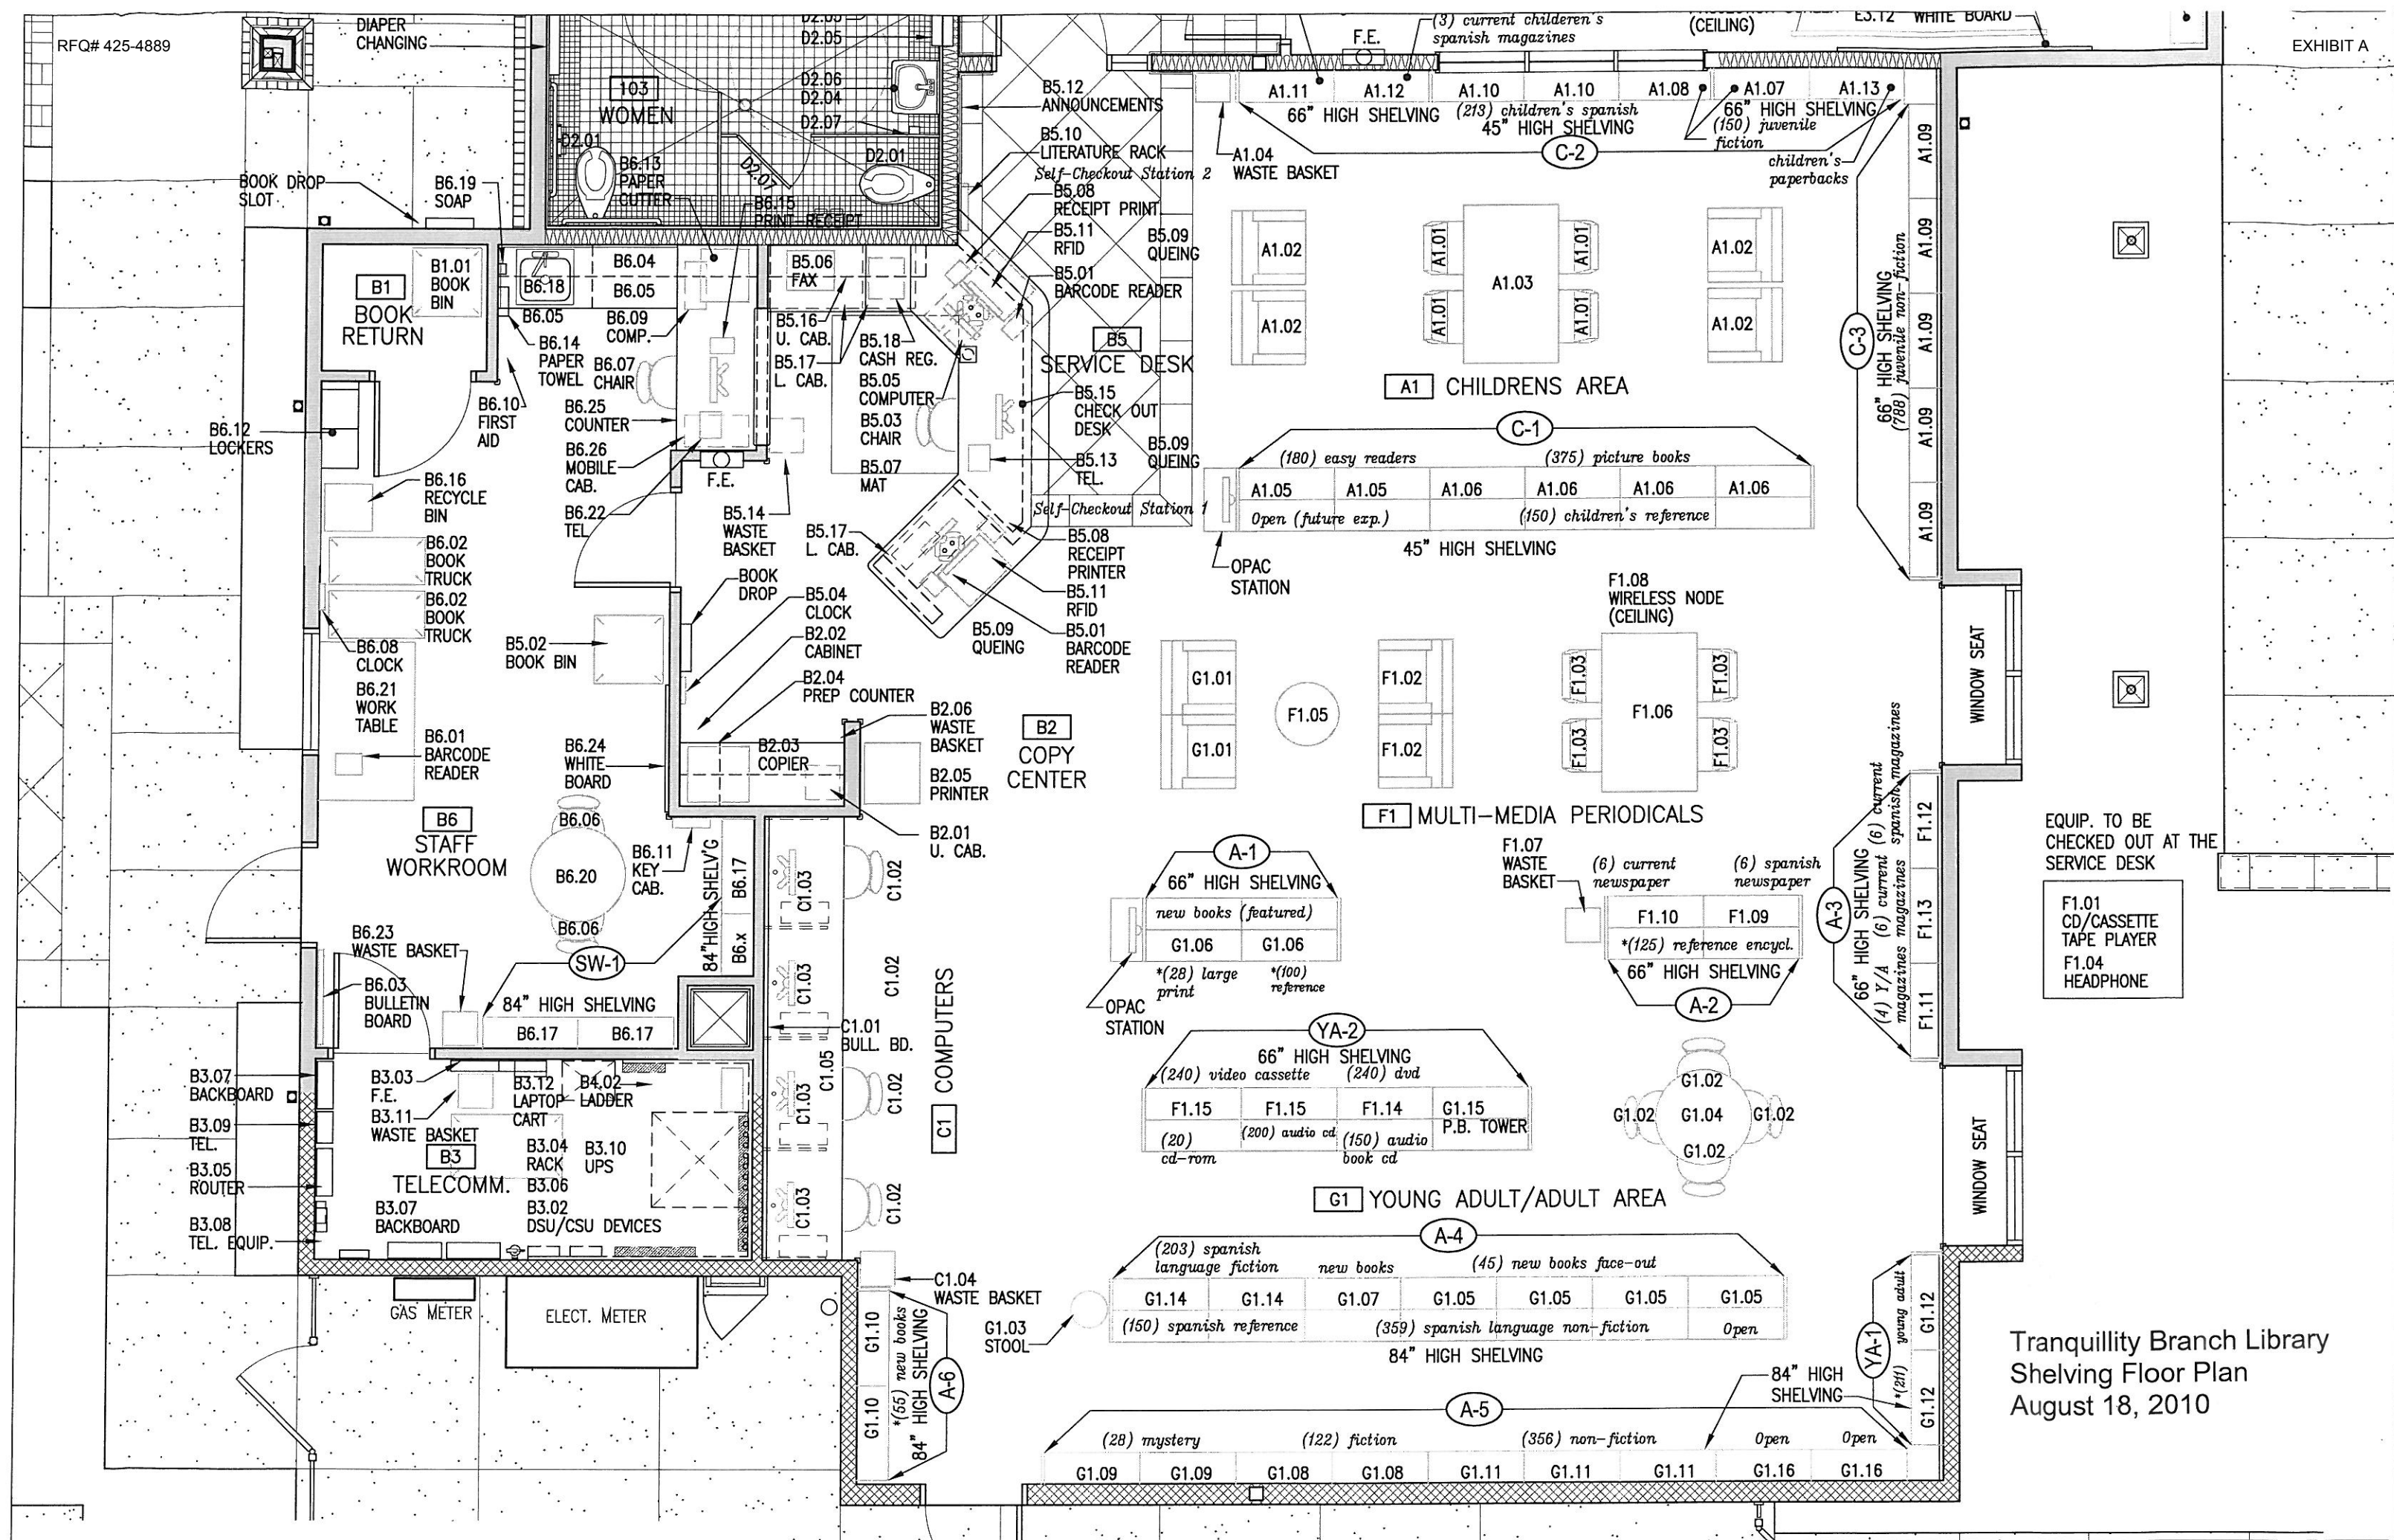 RFQ# 425-4889
EXHIBIT A
DIAPER
CHANGING
D2.05
D2.06
D2.04
D2.07
103
WOMEN
D2.01
D2.01
D2.07
B6.13
PAPER
CUTTER
B6.15
PRINT-RECEIPT
BOOK DROP
SLOT
B6.19
SOAP
B1
BOOK
RETURN
B1.01
BOOK
BIN
B6.18
B6.04
B6.05
B6.05
B6.14
PAPER
TOWEL
B6.09
COMP.
B6.07
CHAIR
B6.10
FIRST
AID
B6.25
COUNTER
B6.26
MOBILE
CAB.
B6.22
TEL
F.E.
B6.12
LOCKERS
B6.16
RECYCLE
BIN
B6.02
BOOK
TRUCK
B6.02
BOOK
TRUCK
B6.08
CLOCK
B6.21
WORK
TABLE
B6.01
BARCODE
READER
B5.02
BOOK BIN
B6.24
WHITE
BOARD
B6
STAFF
WORKROOM
B6.06
B6.20
B6.06
B6.11
KEY
CAB.
84"HIGH SHELV'G
B6.17
B6.x
B6.23
WASTE BASKET
SW-1
B6.03
BULLETIN
BOARD
84" HIGH SHELVING
B6.17
B6.17
B5.06
FAX
B5.16
U. CAB.
B5.17
L. CAB.
B5.18
CASH REG.
B5.05
COMPUTER
B5.03
CHAIR
B5.07
MAT
B5.14
WASTE
BASKET
B5.17
L. CAB.
BOOK
DROP
B5.04
CLOCK
B2.02
CABINET
B2.04
PREP COUNTER
B2.06
WASTE
BASKET
B2.03
COPIER
B2.05
PRINTER
B2.01
U. CAB.
B2
COPY
CENTER
B5.12
ANNOUNCEMENTS
B5.10
LITERATURE RACK
Self-Checkout Station 2
B5.08
RECEIPT PRINT.
B5.11
RFID
B5.09
QUEING
B5.01
BARCODE READER
B5
SERVICE DESK
B5.15
CHECK OUT
DESK
B5.09
QUEING
B5.13
TEL.
Self-Checkout Station 1
B5.08
RECEIPT
PRINTER
B5.11
RFID
B5.01
BARCODE
READER
B5.09
QUEING
(3) current childeren's
spanish magazines
F.E.
(CEILING)
E3.12 WHITE BOARD
A1.11
A1.12
A1.10
A1.10
A1.08
A1.07
A1.13
66" HIGH SHELVING
(213) children's spanish
45" HIGH SHELVING
66" HIGH SHELVING
(150) juvenile
fiction
C-2
children's
paperbacks
A1.04
WASTE BASKET
A1.02
A1.02
A1.01
A1.01
A1.03
A1.01
A1.01
A1.02
A1.02
A1 CHILDRENS AREA
A1.09
A1.09
A1.09
A1.09
A1.09
C-3
66" HIGH SHELVING
(788) juvenile non-fiction
C-1
(180) easy readers
(375) picture books
A1.05
A1.05
A1.06
A1.06
A1.06
A1.06
Open (future exp.)
(150) children's reference
45" HIGH SHELVING
OPAC
STATION
F1.08
WIRELESS NODE
(CEILING)
G1.01
G1.01
F1.05
F1.02
F1.02
F1.03
F1.03
F1.06
F1.03
F1.03
WINDOW SEAT
F1 MULTI-MEDIA PERIODICALS
A-1
66" HIGH SHELVING
new books (featured)
G1.06
G1.06
*(28) large
print
*(100)
reference
OPAC
STATION
F1.07
WASTE
BASKET
(6) current
newspaper
(6) spanish
newspaper
F1.10
F1.09
*(125) reference encycl.
66" HIGH SHELVING
A-2
A-3
66" HIGH SHELVING
(4) Y/A
magazines
(6) current
magazines
(6) current
spanish magazines
F1.12
F1.13
F1.11
EQUIP. TO BE
CHECKED OUT AT THE
SERVICE DESK
F1.01
CD/CASSETTE
TAPE PLAYER
F1.04
HEADPHONE
YA-2
66" HIGH SHELVING
(240) video cassette
(240) dvd
F1.15
F1.15
F1.14
G1.15
P.B. TOWER
(20)
cd-rom
(200) audio cd
(150) audio
book cd
G1.02
G1.02
G1.04
G1.02
G1.02
WINDOW SEAT
G1 YOUNG ADULT/ADULT AREA
C1.03
C1.02
C1.03
C1.02
C1.01
BULL. BD.
C1.05
C1.03
C1.02
C1.03
C1.02
C1 COMPUTERS
B3.07
BACKBOARD
B3.09
TEL.
B3.05
ROUTER
B3.08
TEL. EQUIP.
B3.03
F.E.
B3.11
WASTE BASKET
B3.12
LAPTOP
CART
B4.02
LADDER
B3
TELECOMM.
B3.04
RACK
B3.10
UPS
B3.06
B3.02
DSU/CSU DEVICES
B3.07
BACKBOARD
GAS METER
ELECT. METER
C1.04
WASTE BASKET
G1.10
G1.10
*(55) new books
84" HIGH SHELVING
A-6
G1.03
STOOL
A-4
(203) spanish
language fiction
new books
(45) new books face-out
G1.14
G1.14
G1.07
G1.05
G1.05
G1.05
G1.05
(150) spanish reference
(359) spanish language non-fiction
Open
84" HIGH SHELVING
84" HIGH
SHELVING
YA-1
*(211) young adult
G1.12
G1.12
A-5
(28) mystery
(122) fiction
(356) non-fiction
Open
Open
G1.09
G1.09
G1.08
G1.08
G1.11
G1.11
G1.11
G1.16
G1.16
Tranquillity Branch Library
Shelving Floor Plan
August 18, 2010